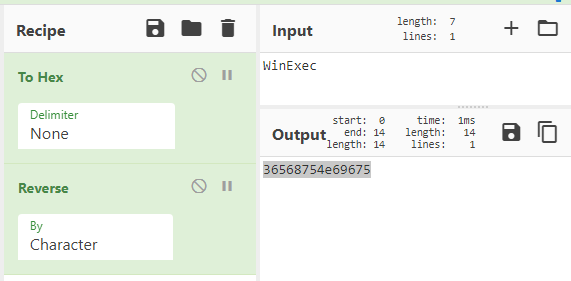 Recipe
To Hex
Delimiter
None
Reverse
By
Character
Input
length: 7
lines: 1
WinExec
Output
start: 0
end: 14
length: 14
time: 1ms
length: 14
lines: 1
36568754e69675